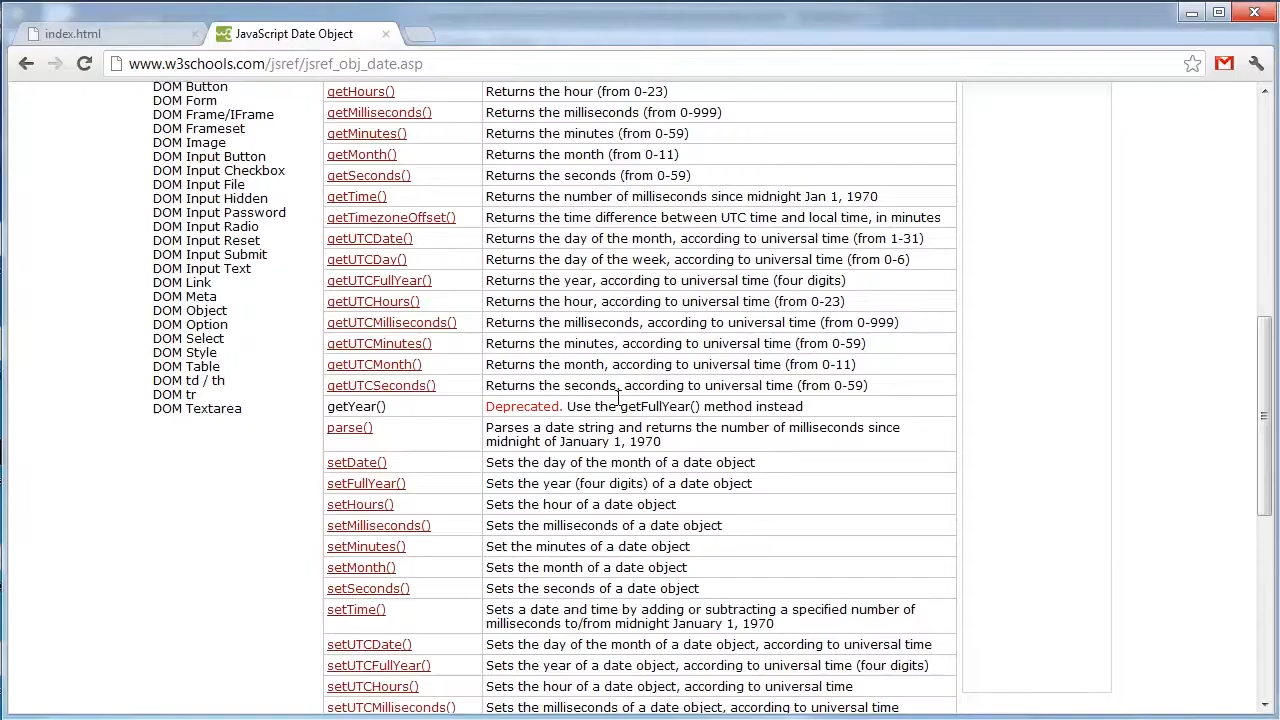 index.html
JavaScript Date Object
www.w3schools.com/jsref/jsref_obj_date.asp
DOM Button
DOM Form
DOM Frame/IFrame
DOM Frameset
DOM Image
DOM Input Button
DOM Input Checkbox
DOM Input File
DOM Input Hidden
DOM Input Password
DOM Input Radio
DOM Input Reset
DOM Input Submit
DOM Input Text
DOM Link
DOM Meta
DOM Object
DOM Option
DOM Select
DOM Style
DOM Table
DOM td / th
DOM tr
DOM Textarea
getHours() Returns the hour (from 0-23)
getMilliseconds() Returns the milliseconds (from 0-999)
getMinutes() Returns the minutes (from 0-59)
getMonth() Returns the month (from 0-11)
getSeconds() Returns the seconds (from 0-59)
getTime() Returns the number of milliseconds since midnight Jan 1, 1970
getTimezoneOffset() Returns the time difference between UTC time and local time, in minutes
getUTCDate() Returns the day of the month, according to universal time (from 1-31)
getUTCDay() Returns the day of the week, according to universal time (from 0-6)
getUTCFullYear() Returns the year, according to universal time (four digits)
getUTCHours() Returns the hour, according to universal time (from 0-23)
getUTCMilliseconds() Returns the milliseconds, according to universal time (from 0-999)
getUTCMinutes() Returns the minutes, according to universal time (from 0-59)
getUTCMonth() Returns the month, according to universal time (from 0-11)
getUTCSeconds() Returns the seconds, according to universal time (from 0-59)
getYear() Deprecated. Use the getFullYear() method instead
parse() Parses a date string and returns the number of milliseconds since
midnight of January 1, 1970
setDate() Sets the day of the month of a date object
setFullYear() Sets the year (four digits) of a date object
setHours() Sets the hour of a date object
setMilliseconds() Sets the milliseconds of a date object
setMinutes() Set the minutes of a date object
setMonth() Sets the month of a date object
setSeconds() Sets the seconds of a date object
setTime() Sets a date and time by adding or subtracting a specified number of
milliseconds to/from midnight January 1, 1970
setUTCDate() Sets the day of the month of a date object, according to universal time
setUTCFullYear() Sets the year of a date object, according to universal time (four digits)
setUTCHours() Sets the hour of a date object, according to universal time
setUTCMilliseconds() Sets the milliseconds of a date object, according to universal time